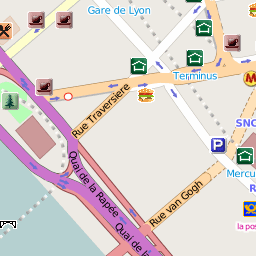 Gare de Lyon
Terminus
M
Rue Traversière
SNC
P
Quai de la Rapée
Mercu
R
Rue van Gogh
Quai de
la pos